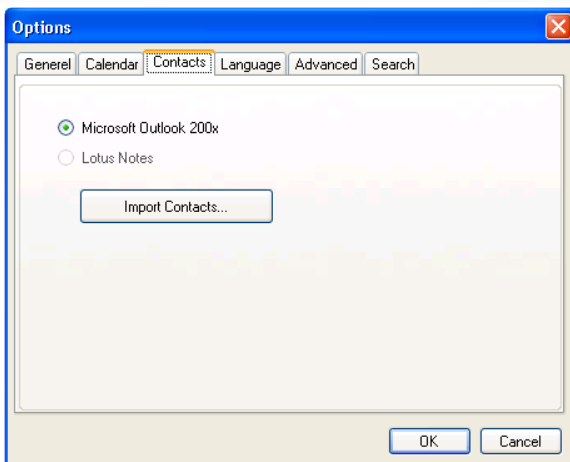 Options
Generel Calendar Contacts Language Advanced Search
Microsoft Outlook 200x
Lotus Notes
Import Contacts...
OK Cancel